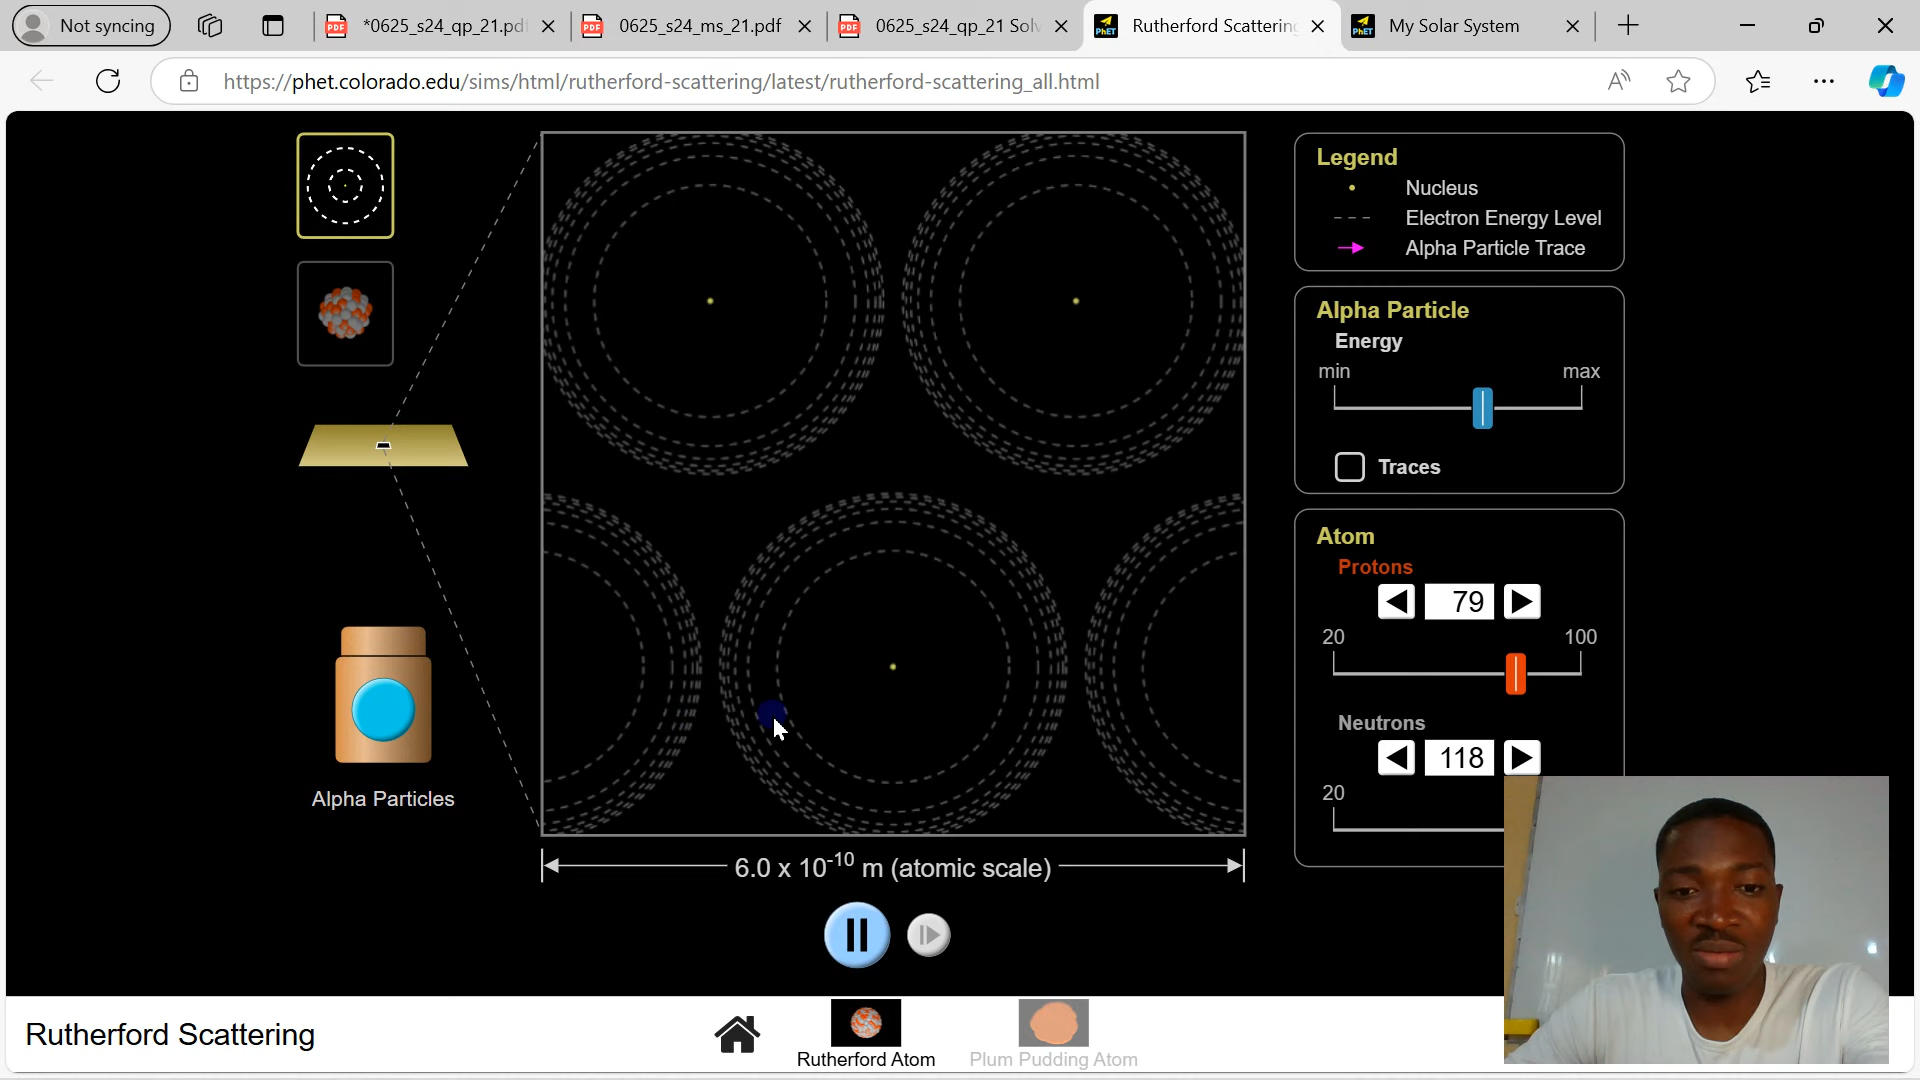 Not syncing
*0625_s24_qp_21.pdf
0625_s24_ms_21.pdf
0625_s24_qp_21 Solv
Rutherford Scattering
My Solar System
https://phet.colorado.edu/sims/html/rutherford-scattering/latest/rutherford-scattering_all.html
Legend
Nucleus
Electron Energy Level
Alpha Particle Trace
Alpha Particle
Energy
min max
Traces
Atom
Protons
79
20 100
Neutrons
118
20
Alpha Particles
6.0 x 10⁻¹⁰ m (atomic scale)
Rutherford Scattering
Rutherford Atom
Plum Pudding Atom